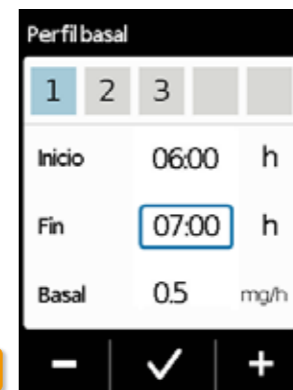 Perfil basal
1 2 3
Inicio 06:00 h
Fin 07:00 h
Basal 0.5 mg/h